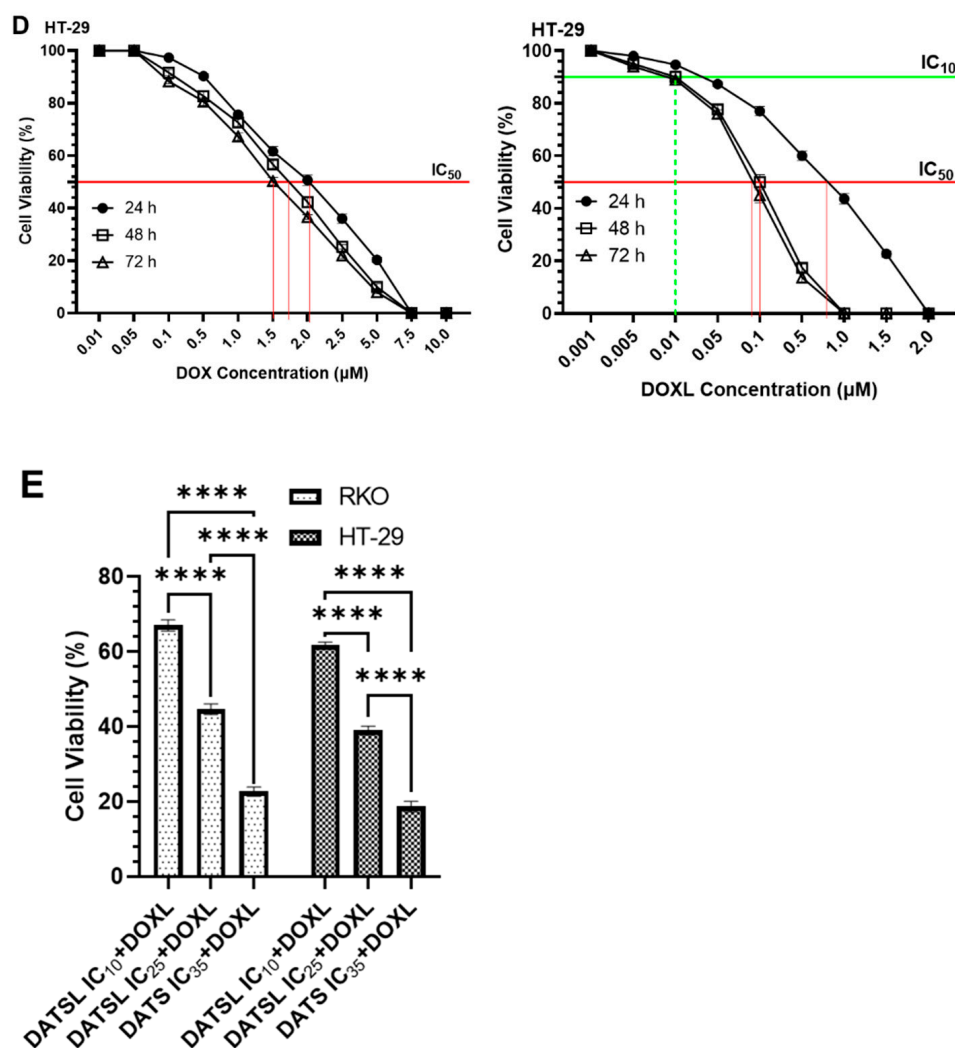 D
HT-29
Cell Viability (%)
100
80
60
40
20
0
IC50
24 h
48 h
72 h
0.01 0.05 0.1 0.5 1.0 1.5 2.0 2.5 5.0 7.5 10.0
DOX Concentration (µM)
HT-29
Cell Viability (%)
100
80
60
40
20
0
IC10
IC50
24 h
48 h
72 h
0.001 0.005 0.01 0.05 0.1 0.5 1.0 1.5 2.0
DOXL Concentration (µM)
E
RKO
HT-29
Cell Viability (%)
80
60
40
20
0
****
****
****
****
****
****
DATSL IC10+DOXL
DATSL IC25+DOXL
DATS IC35+DOXL
DATSL IC10+DOXL
DATSL IC25+DOXL
DATS IC35+DOXL